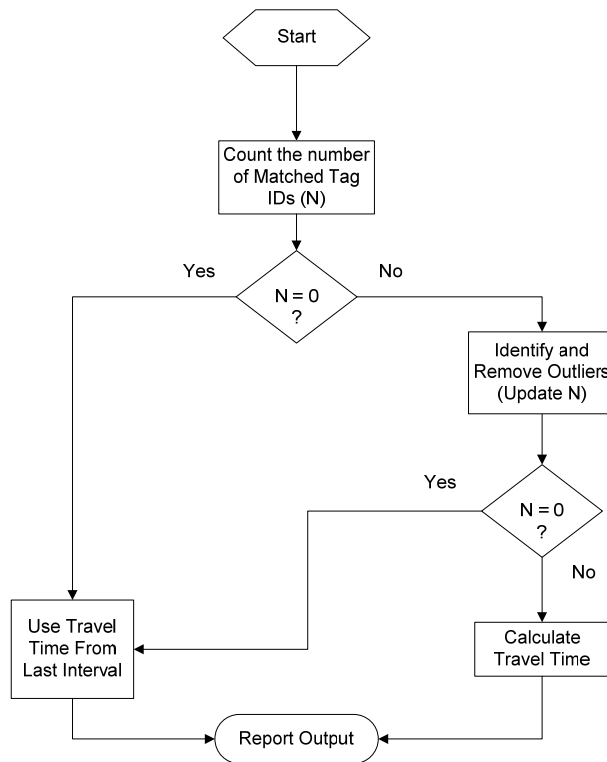 Start
Count the number
of Matched Tag
IDs (N)
Yes
No
N = 0
?
Identify and
Remove Outliers
(Update N)
Yes
N = 0
?
No
Use Travel
Time From
Last Interval
Calculate
Travel Time
Report Output